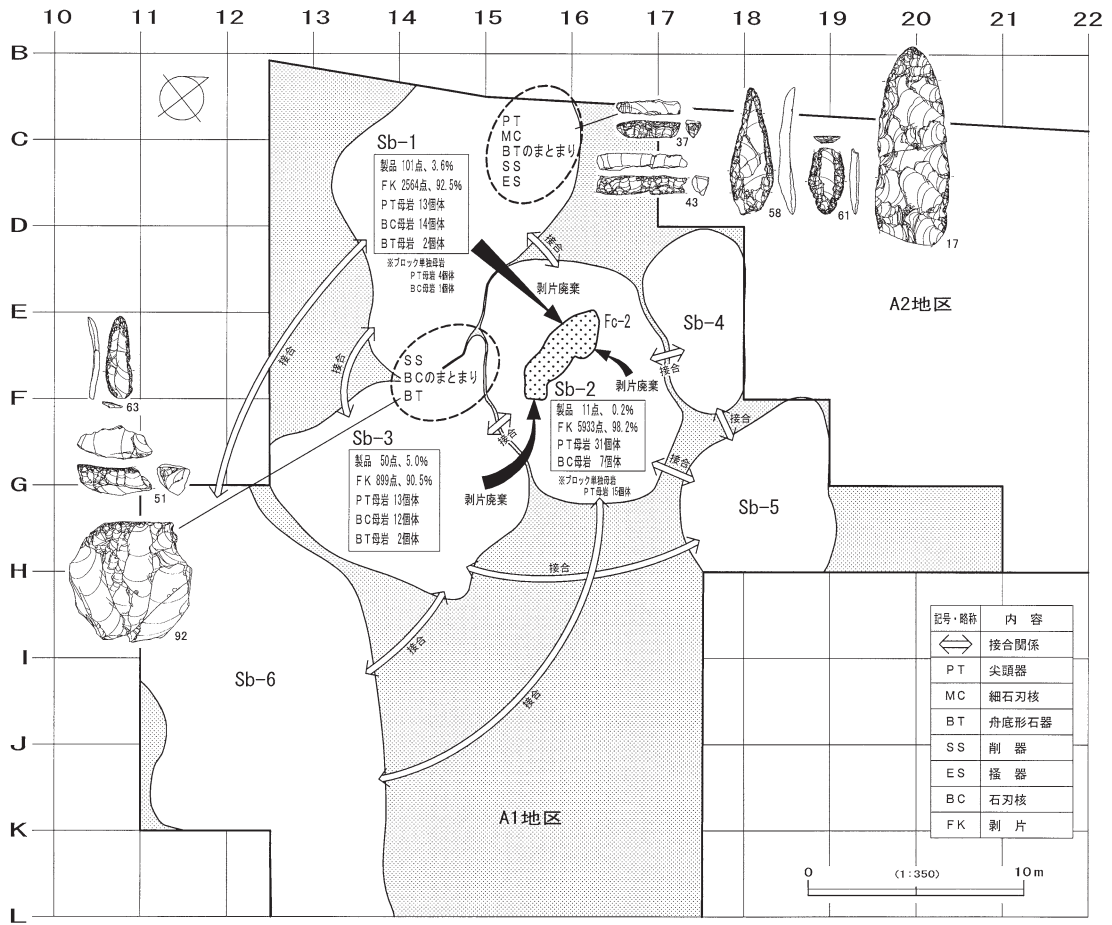 10 11 12 13 14 15 16 17 18 19 20 21 22
B
C
D
E
F
G
H
I
J
K
L
Sb-1
製品 101点、3.6%
FK 2564点、92.5%
PT母岩 13個体
BC母岩 14個体
BT母岩 2個体
※ブロック単独母岩
PT母岩 4個体
BC母岩 1個体
PT
MC
BTのまとまり
SS
ES
37
43
58
61
17
A2地区
接合
剥片廃棄
Fc-2
Sb-4
接合
接合
接合
SS
BCのまとまり
BT
63
剥片廃棄
Sb-2
製品 11点、0.2%
FK 5933点、98.2%
PT母岩 31個体
BC母岩 7個体
※ブロック単独母岩
PT母岩 15個体
接合
接合
接合
Sb-3
製品 50点、5.0%
FK 899点、90.5%
PT母岩 13個体
BC母岩 12個体
BT母岩 2個体
剥片廃棄
51
92
Sb-5
接合
接合
接合
Sb-6
A1地区
記号・略称 内 容
接合関係
PT 尖頭器
MC 細石刃核
BT 舟底形石器
SS 削 器
ES 掻 器
BC 石刃核
FK 剥 片
0 (1:350) 10m